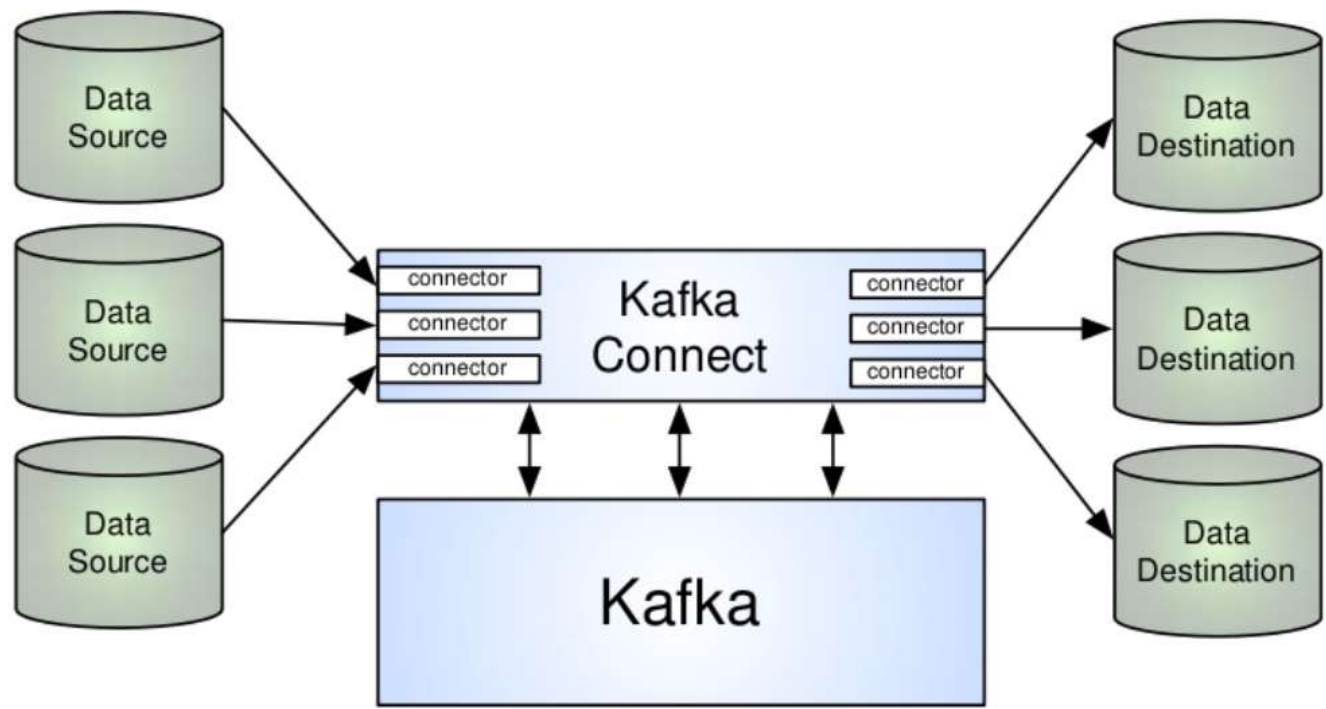 Data
Source
Data
Source
Data
Source
connector
connector
connector
Kafka
Connect
connector
connector
connector
Kafka
Data
Destination
Data
Destination
Data
Destination